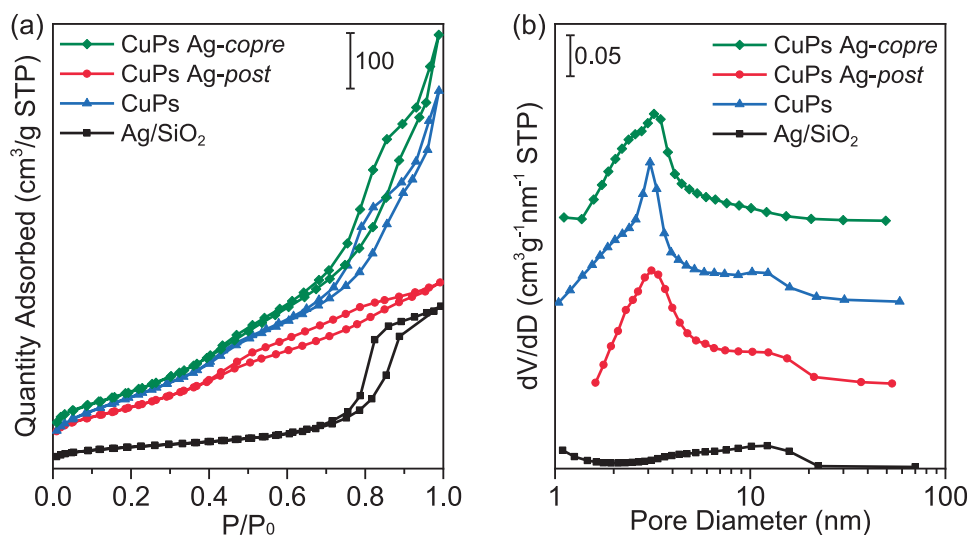 (a)
CuPs Ag-copre
CuPs Ag-post
CuPs
Ag/SiO₂
100
Quantity Adsorbed (cm³/g STP)
0.0 0.2 0.4 0.6 0.8 1.0
P/P₀
(b)
0.05
CuPs Ag-copre
CuPs Ag-post
CuPs
Ag/SiO₂
dV/dD (cm³g⁻¹nm⁻¹ STP)
1 10 100
Pore Diameter (nm)